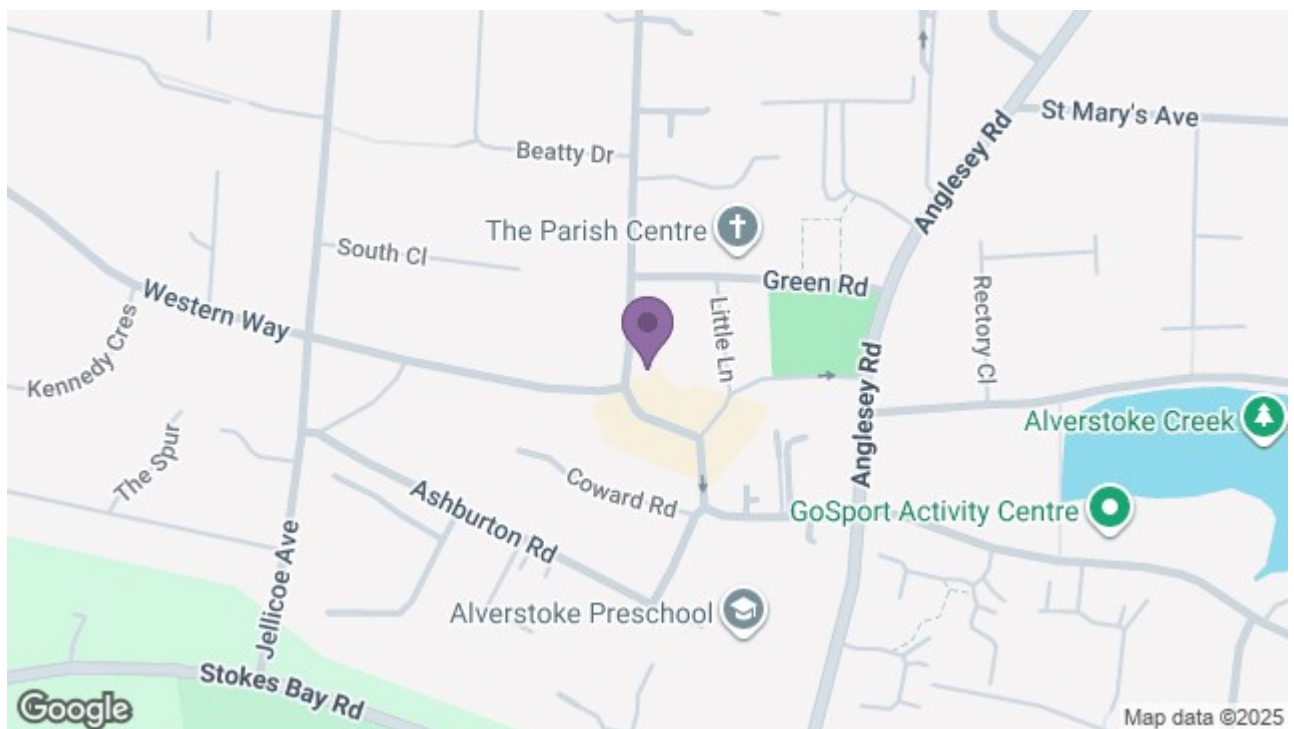 St Mary's Ave
Anglesey Rd
Beatty Dr
The Parish Centre
South Cl
Green Rd
Rectory Cl
Western Way
Little Ln
Kennedy Cres
Anglesey Rd
Alverstoke Creek
The Spur
Coward Rd
Ashburton Rd
GoSport Activity Centre
Jellicoe Ave
Alverstoke Preschool
Stokes Bay Rd
Google
Map data ©2025